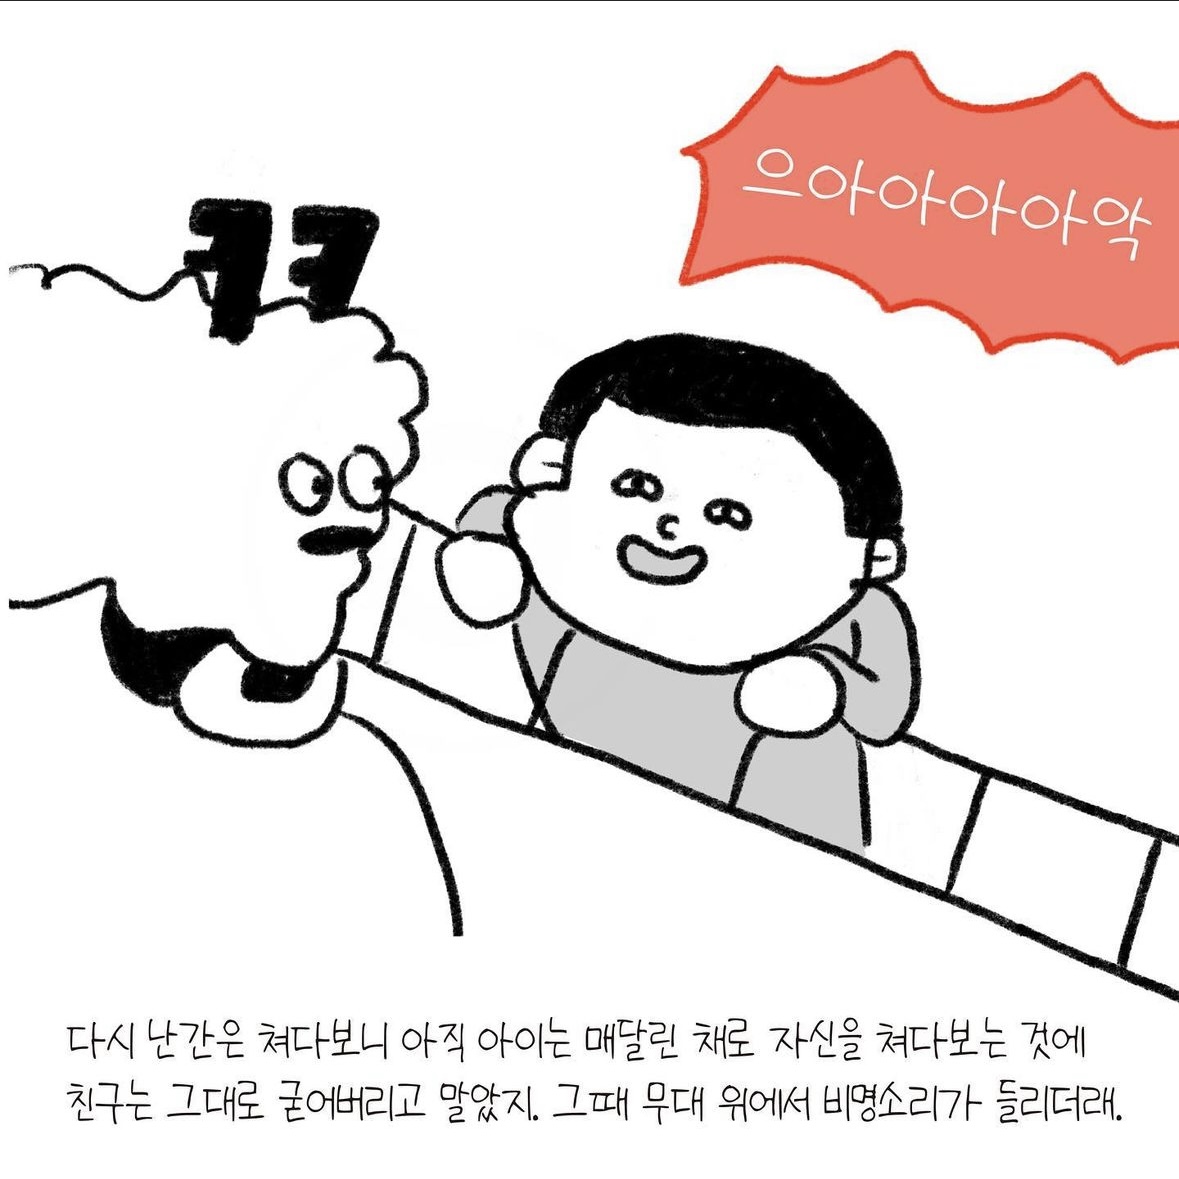 으아아아아악
ㅋㅋ
다시 난간은 쳐다보니 아직 아이는 매달린 채로 자신을 쳐다보는 것에
친구는 그대로 굳어버리고 말았지. 그때 무대 위에서 비명소리가 들리더래.